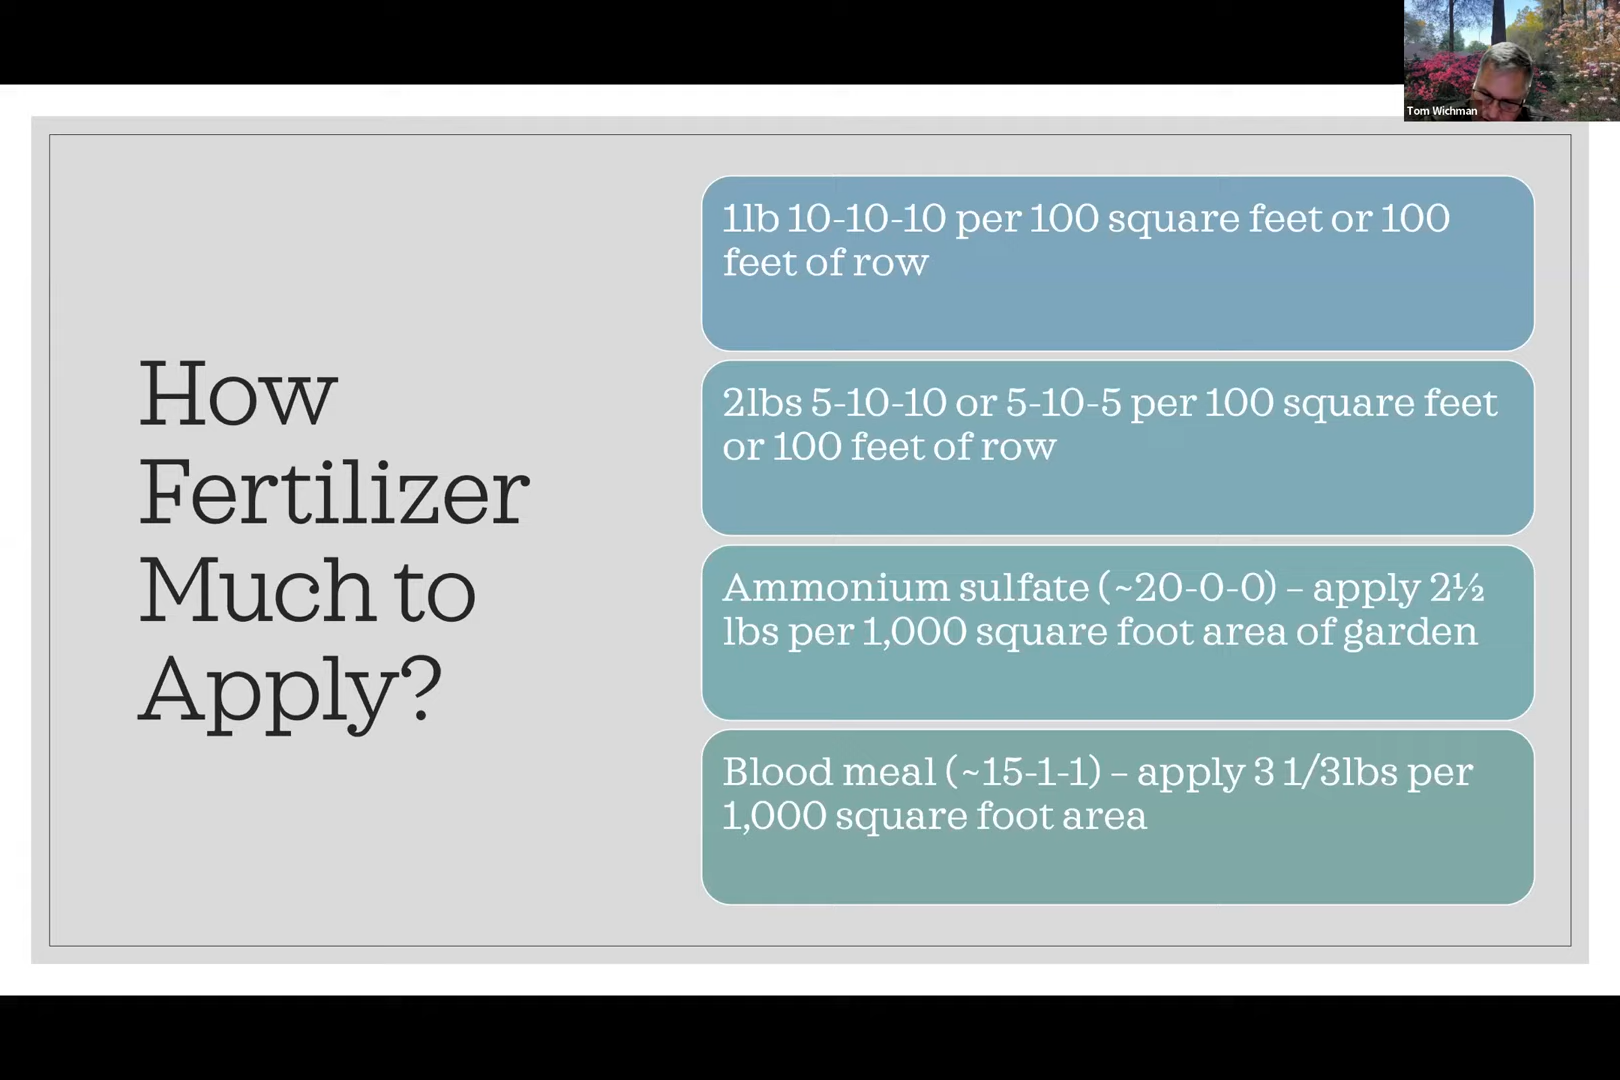 Tom Wichman
How
Fertilizer
Much to
Apply?
1lb 10-10-10 per 100 square feet or 100
feet of row
2lbs 5-10-10 or 5-10-5 per 100 square feet
or 100 feet of row
Ammonium sulfate (~20-0-0) – apply 2½
lbs per 1,000 square foot area of garden
Blood meal (~15-1-1) – apply 3 1/3lbs per
1,000 square foot area